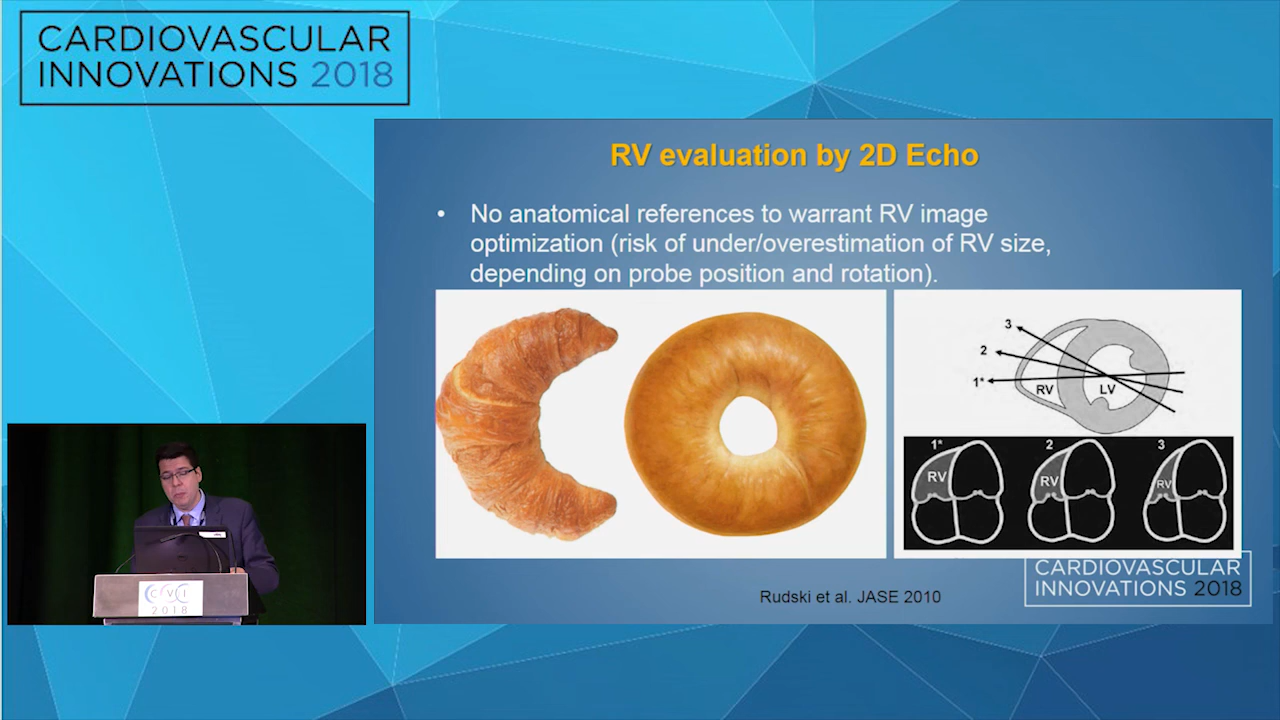 CARDIOVASCULAR
INNOVATIONS 2018
RV evaluation by 2D Echo
• No anatomical references to warrant RV image
optimization (risk of under/overestimation of RV size,
depending on probe position and rotation).
3
2
1*
RV
LV
1*
2
3
RV
RV
RV
CARDIOVASCULAR
INNOVATIONS 2018
Rudski et al. JASE 2010
CVI
2018